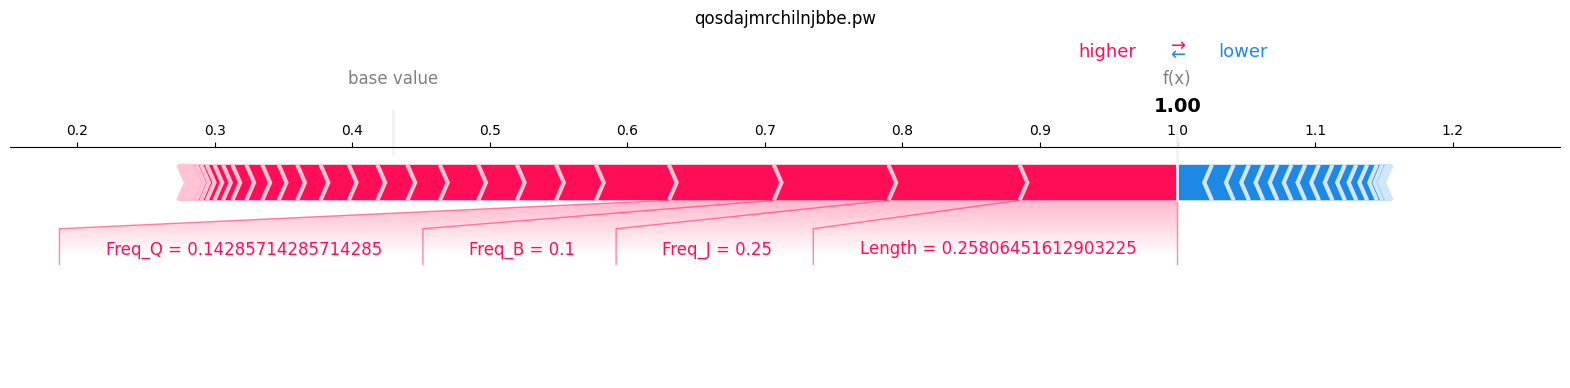 qosdajmrchilnjbbe.pw
higher ⇄ lower
base value f(x)
1.00
0.2 0.3 0.4 0.5 0.6 0.7 0.8 0.9 1.0 1.1 1.2
Freq_Q = 0.14285714285714285 Freq_B = 0.1 Freq_J = 0.25 Length = 0.25806451612903225